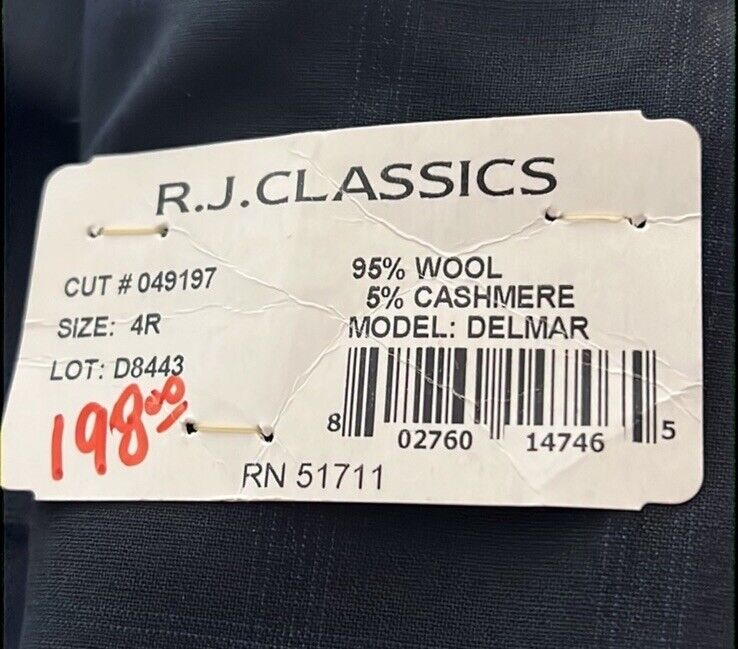 R.J.CLASSICS
CUT # 049197
SIZE: 4R
LOT: D8443
198.00
95% WOOL
5% CASHMERE
MODEL: DELMAR
8 02760 14746 5
RN 51711